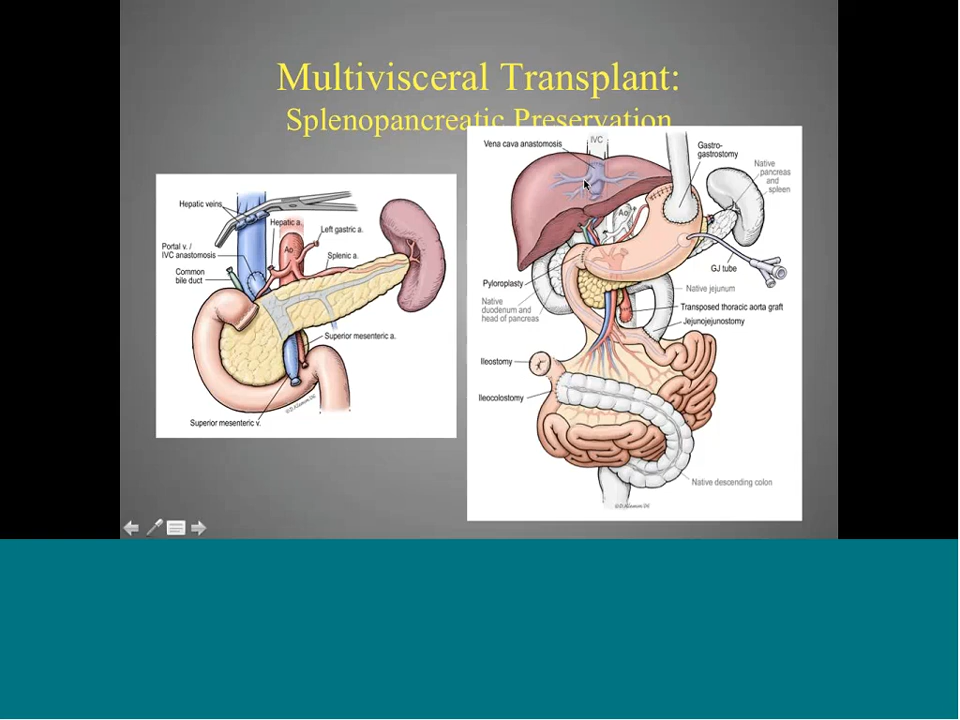 Multivisceral Transplant:
Splenopancreatic Preservation
Hepatic veins
Hepatic a.
Left gastric a.
Ao
Portal v. /
IVC anastomosis
Splenic a.
Common
bile duct
Superior mesenteric a.
Superior mesenteric v.
Vena cava anastomosis
IVC
Gastro-
gastrostomy
Native
pancreas
and
spleen
Ao
GJ tube
Pyloroplasty
Native jejunum
Native
duodenum and
head of pancreas
Transposed thoracic aorta graft
Jejunojejunostomy
Ileostomy
Ileocolostomy
Native descending colon